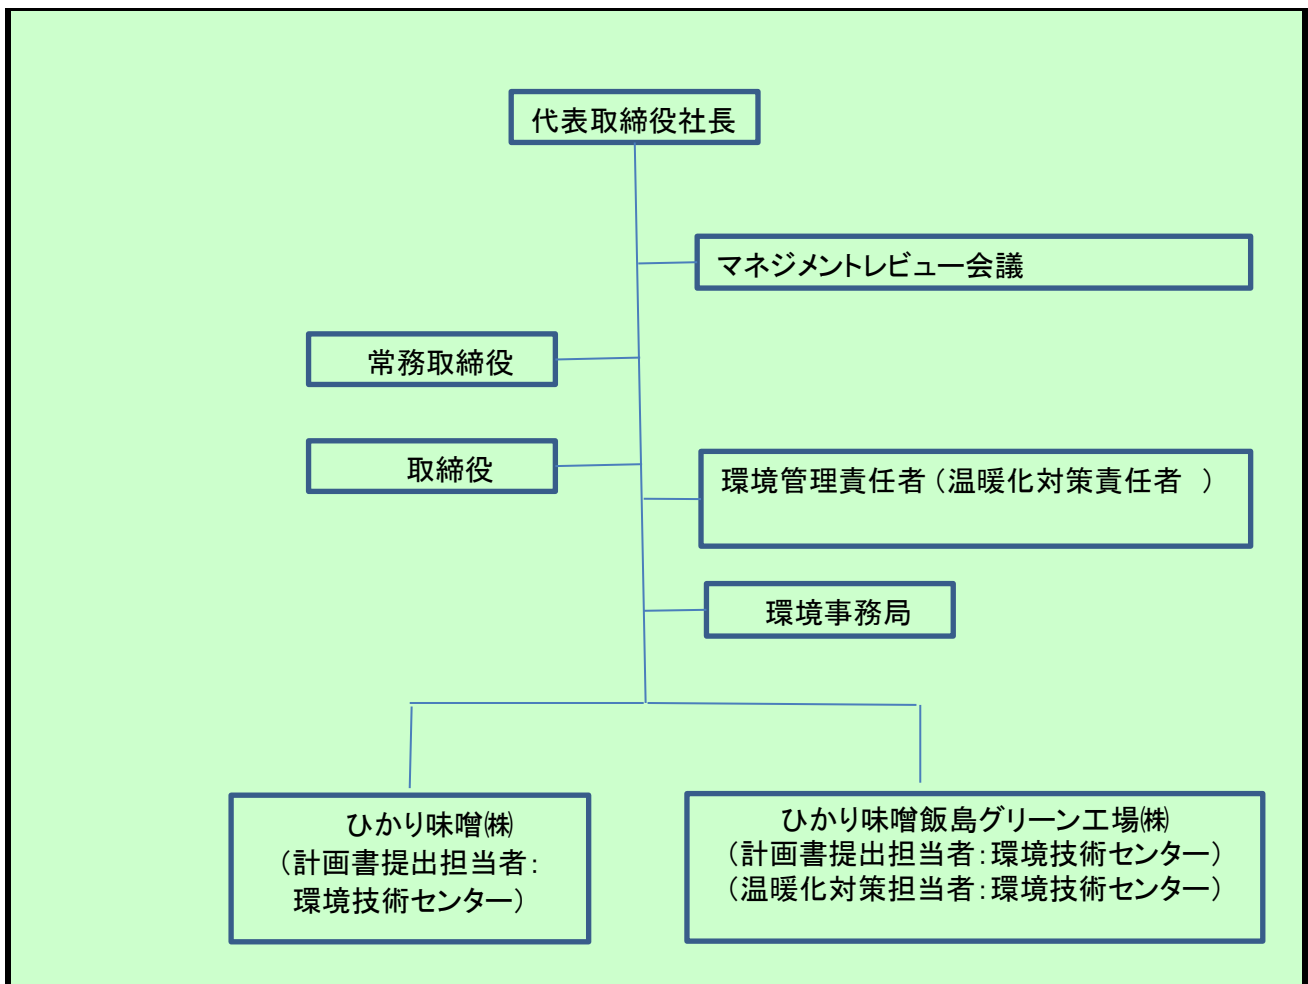 代表取締役社長
マネジメントレビュー会議
常務取締役
取締役
環境管理責任者（温暖化対策責任者　）
環境事務局
ひかり味噌㈱
（計画書提出担当者：
環境技術センター）
ひかり味噌飯島グリーン工場㈱
（計画書提出担当者：環境技術センター）
（温暖化対策担当者：環境技術センター）